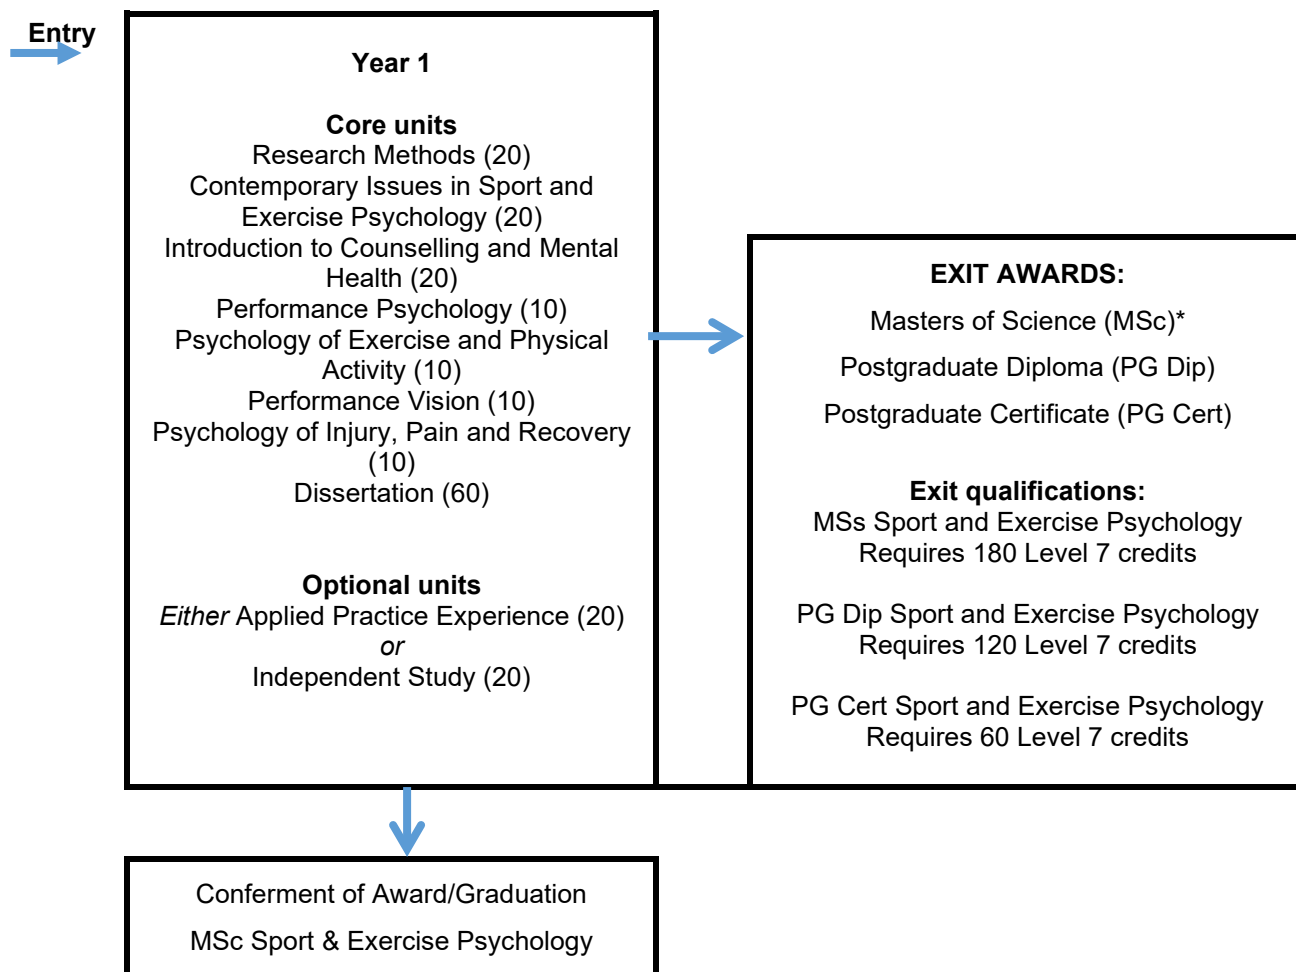 Entry
Year 1
Core units
Research Methods (20)
Contemporary Issues in Sport and
Exercise Psychology (20)
Introduction to Counselling and Mental
Health (20)
Performance Psychology (10)
Psychology of Exercise and Physical
Activity (10)
Performance Vision (10)
Psychology of Injury, Pain and Recovery
(10)
Dissertation (60)
Optional units
Either Applied Practice Experience (20)
or
Independent Study (20)
EXIT AWARDS:
Masters of Science (MSc)*
Postgraduate Diploma (PG Dip)
Postgraduate Certificate (PG Cert)
Exit qualifications:
MSs Sport and Exercise Psychology
Requires 180 Level 7 credits
PG Dip Sport and Exercise Psychology
Requires 120 Level 7 credits
PG Cert Sport and Exercise Psychology
Requires 60 Level 7 credits
Conferment of Award/Graduation
MSc Sport & Exercise Psychology